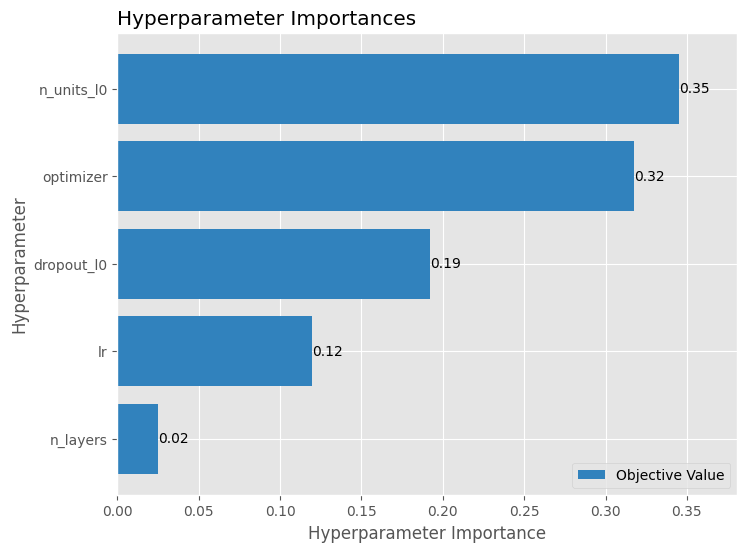 Hyperparameter Importances
Hyperparameter
n_units_l0
0.35
optimizer
0.32
dropout_l0
0.19
lr
0.12
n_layers
0.02
Objective Value
0.00 0.05 0.10 0.15 0.20 0.25 0.30 0.35
Hyperparameter Importance